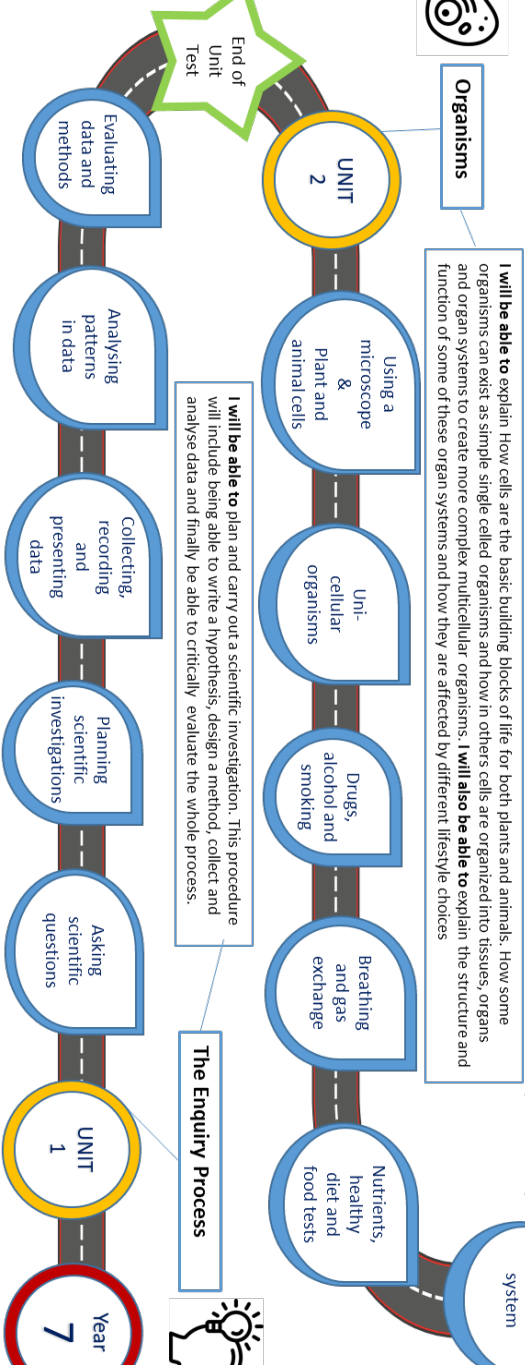 Organisms
I will be able to explain How cells are the basic building blocks of life for both plants and animals. How some
organisms can exist as simple single celled organisms and how in others cells are organized into tissues, organs
and organ systems to create more complex multicellular organisms. I will also be able to explain the structure and
function of some of these organ systems and how they are affected by different lifestyle choices
system
UNIT
2
Using a
microscope
&
Plant and
animal cells
Uni-
cellular
organisms
Drugs,
alcohol and
smoking
Breathing
and gas
exchange
Nutrients,
healthy
diet and
food tests
End of
Unit
Test
I will be able to plan and carry out a scientific investigation. This procedure
will include being able to write a hypothesis, design a method, collect and
analyse data and finally be able to critically evaluate the whole process.
The Enquiry Process
Evaluating
data and
methods
Analysing
patterns
in data
Collecting,
recording
and
presenting
data
Planning
scientific
investigations
Asking
scientific
questions
UNIT
1
Year
7